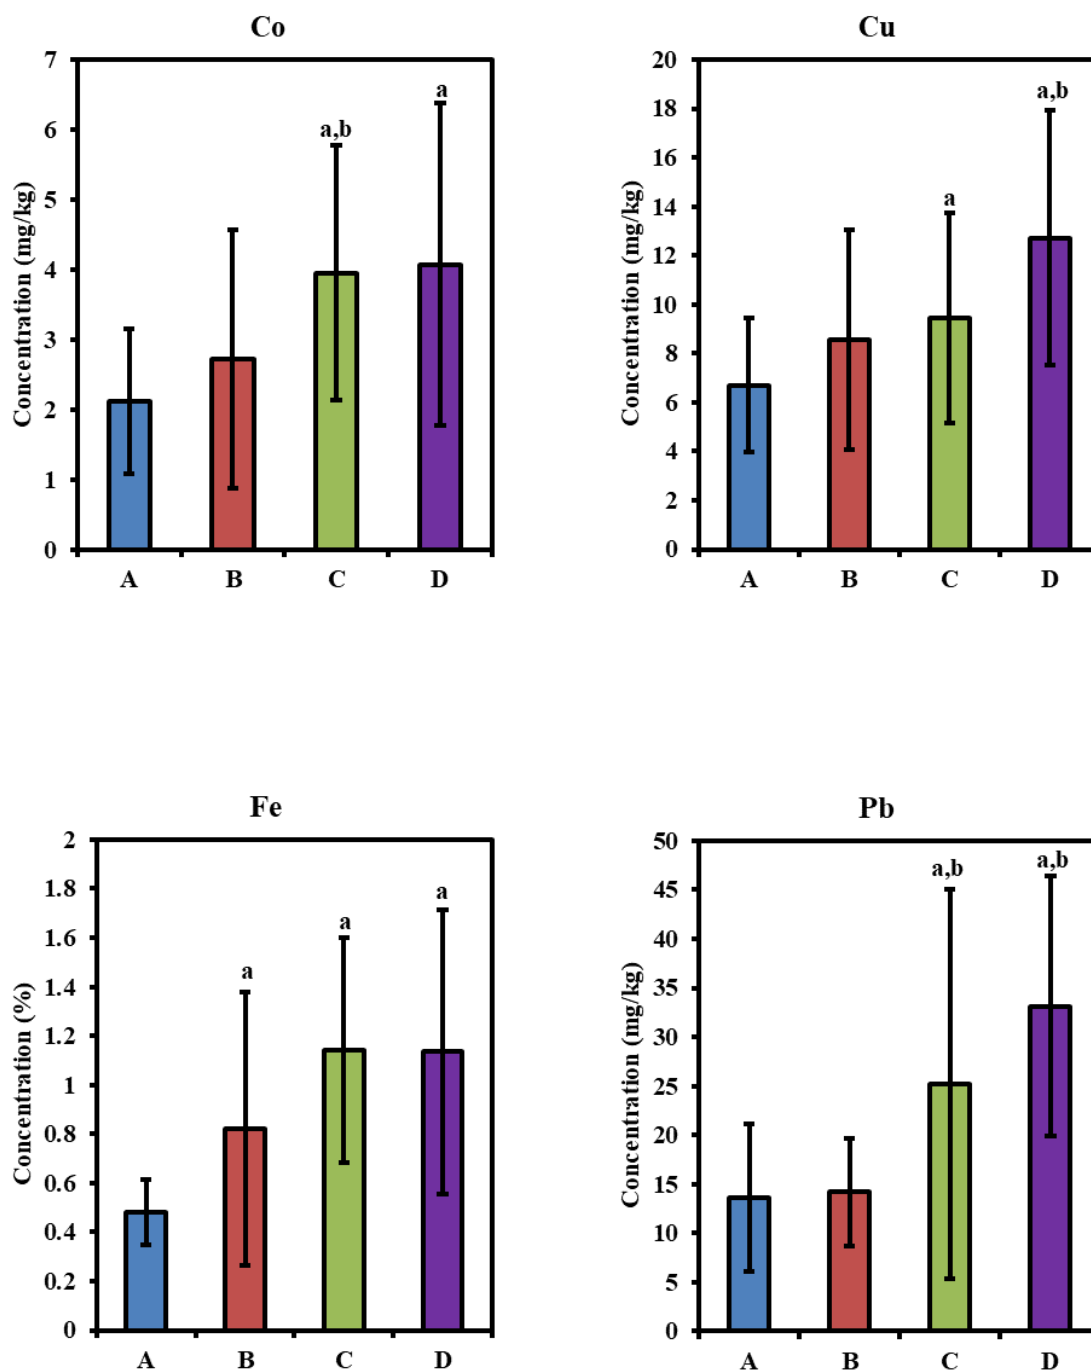 Co
Concentration (mg/kg)
7
6
5
4
3
2
1
0
a,b
a
A B C D
Cu
Concentration (mg/kg)
20
18
16
14
12
10
8
6
4
2
0
a
a,b
A B C D
Fe
Concentration (%)
2
1.8
1.6
1.4
1.2
1
0.8
0.6
0.4
0.2
0
a
a
a
A B C D
Pb
Concentration (mg/kg)
50
45
40
35
30
25
20
15
10
5
0
a,b
a,b
A B C D